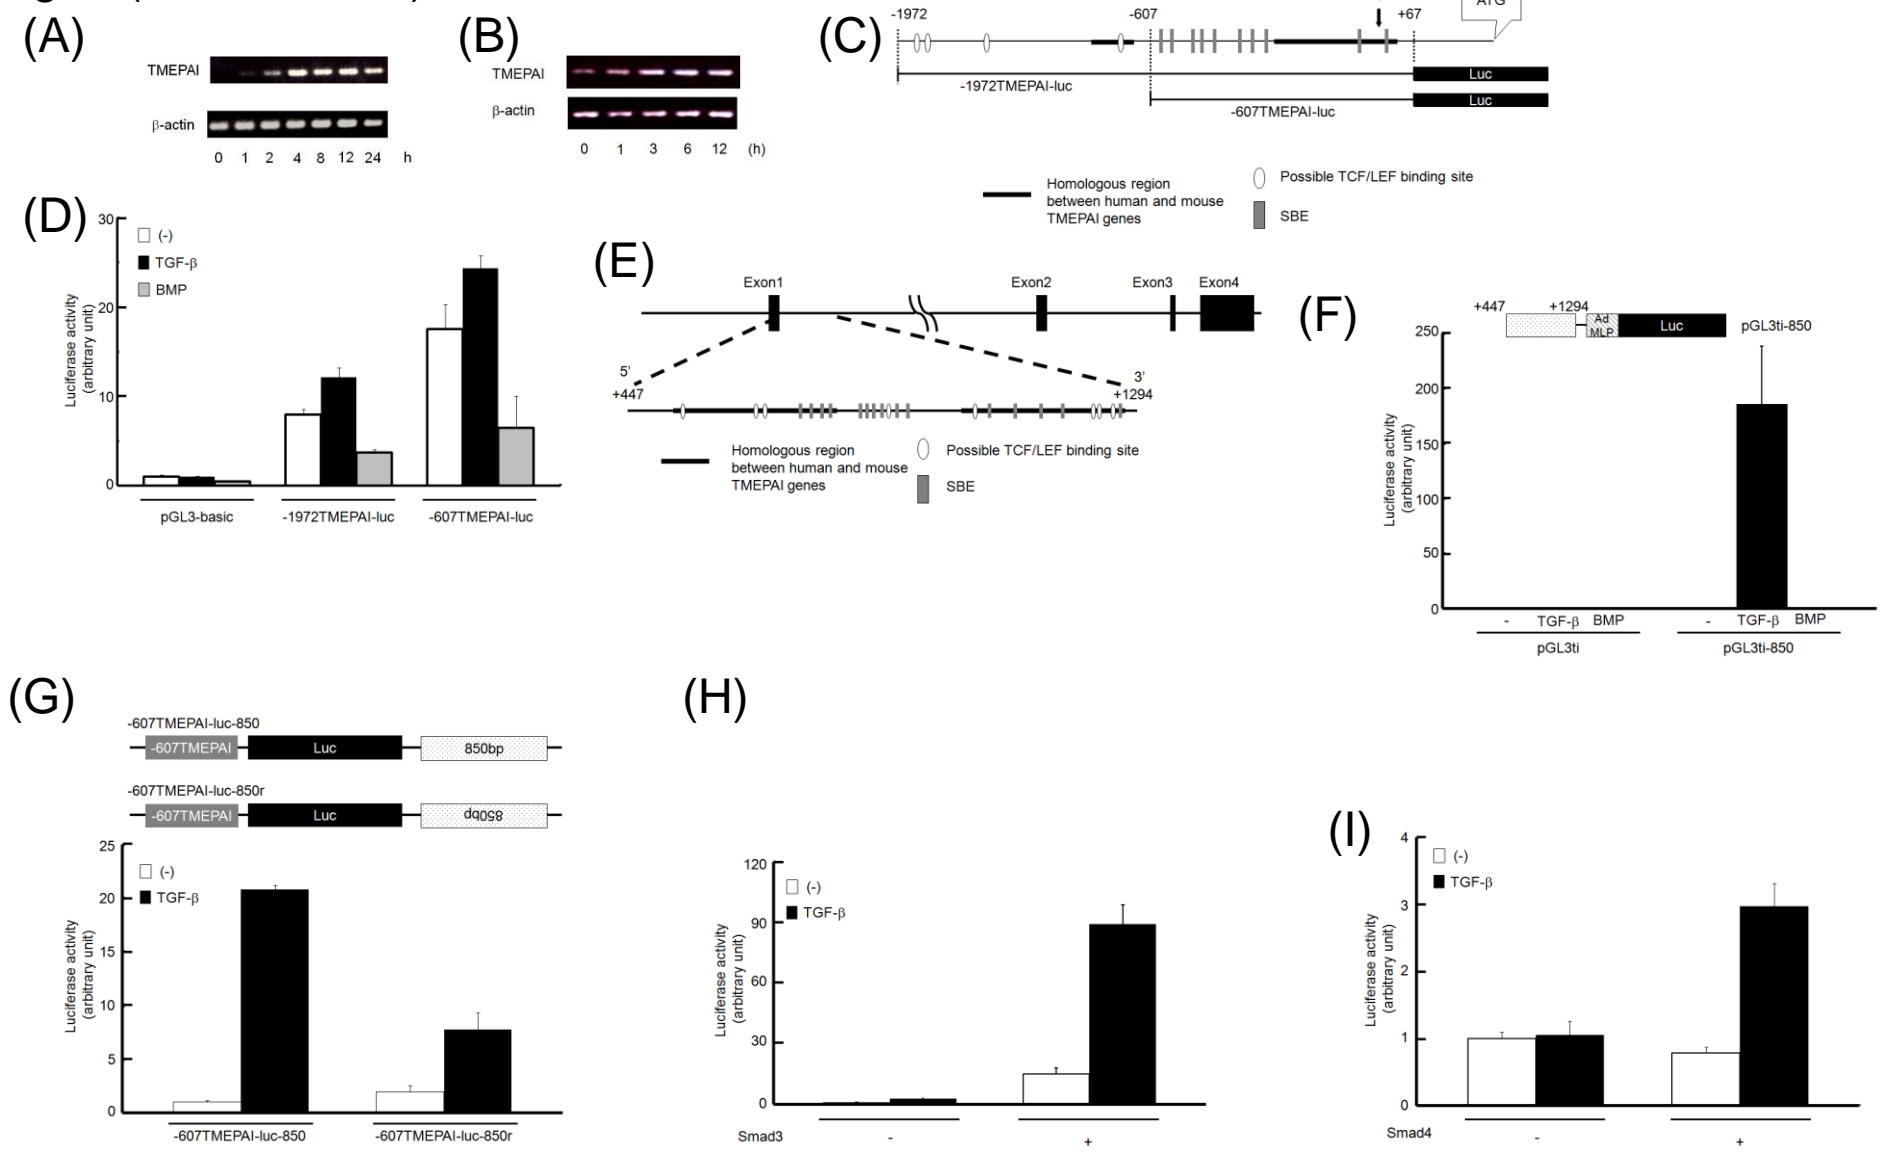 (A)
TMEPAI
β-actin
0 1 2 4 8 12 24 h
(B)
TMEPAI
β-actin
0 1 3 6 12 (h)
(C)
-1972
-607
+67
ATG
Luc
-1972TMEPAI-luc
Luc
-607TMEPAI-luc
Homologous region
between human and mouse
TMEPAI genes
Possible TCF/LEF binding site
SBE
(D)
30
20
10
0
Luciferase activity
(arbitrary unit)
(-)
TGF-β
BMP
pGL3-basic
-1972TMEPAI-luc
-607TMEPAI-luc
(E)
Exon1
Exon2
Exon3
Exon4
5'
+447
3'
+1294
Homologous region
between human and mouse
TMEPAI genes
Possible TCF/LEF binding site
SBE
(F)
+447
+1294
Ad
MLP
Luc
pGL3ti-850
250
200
150
100
50
0
Luciferase activity
(arbitrary unit)
- TGF-β BMP
pGL3ti
- TGF-β BMP
pGL3ti-850
(G)
-607TMEPAI-luc-850
-607TMEPAI
Luc
850bp
-607TMEPAI-luc-850r
-607TMEPAI
Luc
850bp
25
20
15
10
5
0
Luciferase activity
(arbitrary unit)
(-)
TGF-β
-607TMEPAI-luc-850
-607TMEPAI-luc-850r
(H)
120
90
60
30
0
Luciferase activity
(arbitrary unit)
(-)
TGF-β
Smad3 - +
(I)
4
3
2
1
0
Luciferase activity
(arbitrary unit)
(-)
TGF-β
Smad4 - +